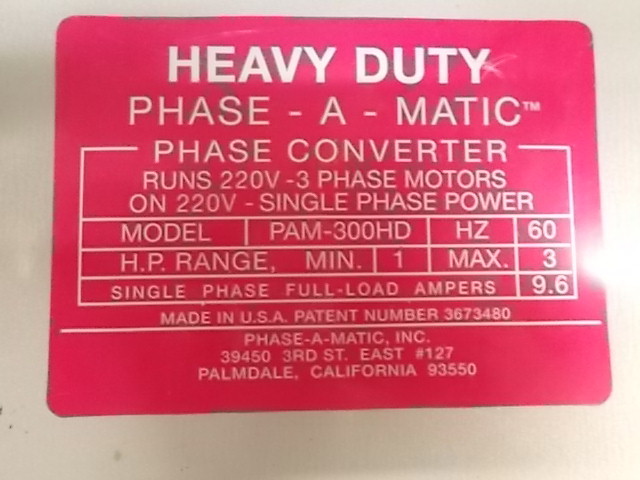 HEAVY DUTY
PHASE - A - MATIC™
PHASE CONVERTER
RUNS 220V -3 PHASE MOTORS
ON 220V - SINGLE PHASE POWER
MODEL PAM-300HD HZ 60
H.P. RANGE, MIN. 1 MAX. 3
SINGLE PHASE FULL-LOAD AMPERS 9.6
MADE IN U.S.A. PATENT NUMBER 3673480
PHASE-A-MATIC, INC.
39450 3RD ST. EAST #127
PALMDALE, CALIFORNIA 93550